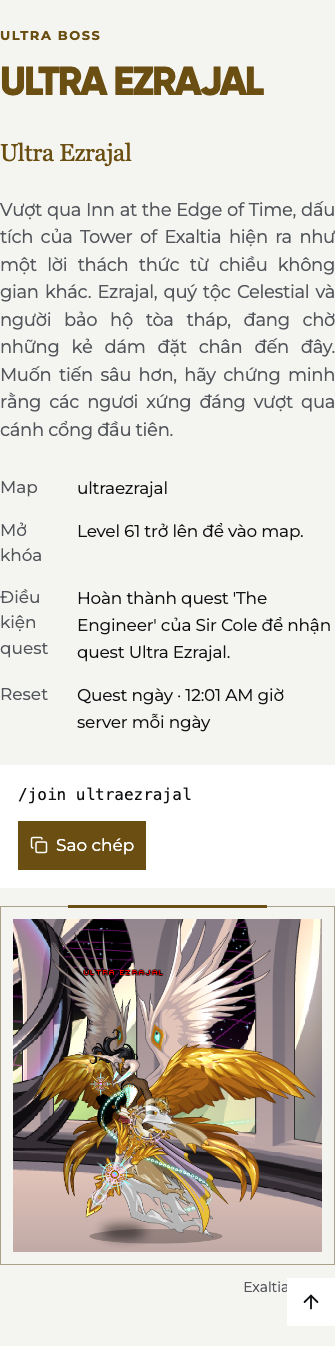 ULTRA BOSS
ULTRA EZRAJAL
Ultra Ezrajal
Vượt qua Inn at the Edge of Time, dấu
tích của Tower of Exaltia hiện ra như
một lời thách thức từ chiều không
gian khác. Ezrajal, quý tộc Celestial và
người bảo hộ tòa tháp, đang chờ
những kẻ dám đặt chân đến đây.
Muốn tiến sâu hơn, hãy chứng minh
rằng các ngươi xứng đáng vượt qua
cánh cổng đầu tiên.
Map
ultraezrajal
Mở
khóa
Level 61 trở lên để vào map.
Điều
kiện
quest
Hoàn thành quest 'The
Engineer' của Sir Cole để nhận
quest Ultra Ezrajal.
Reset
Quest ngày · 12:01 AM giờ
server mỗi ngày
/join ultraezrajal
Sao chép
ULTRA EZRAJAL
Exaltia